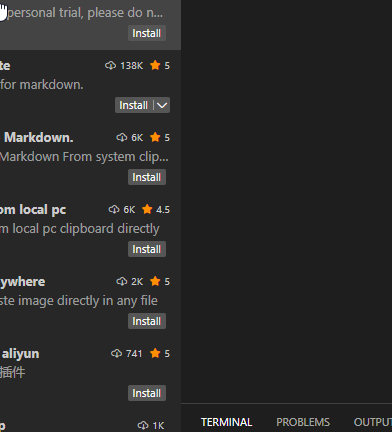 personal trial, please do n...
Install
te 138K 5
for markdown.
Install
Markdown. 6K 5
Markdown From system clip...
Install
om local pc 6K 4.5
m local pc clipboard directly
Install
ywhere 2K 5
ste image directly in any file
Install
aliyun 741 5
插件
Install
p 1K
TERMINAL PROBLEMS OUTPU